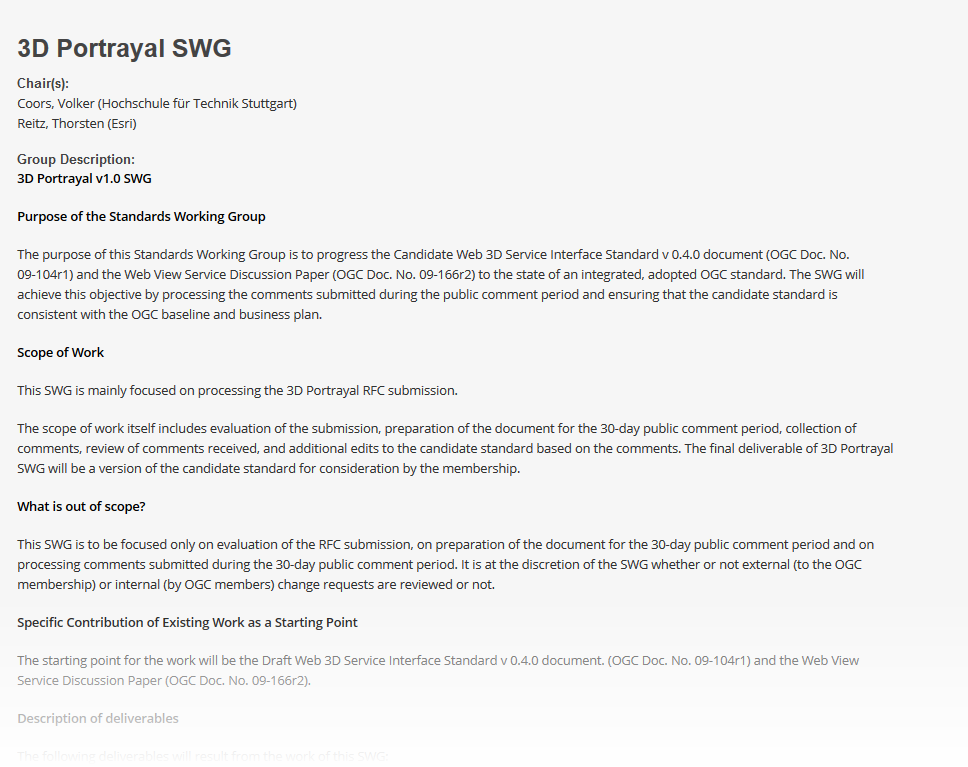 3D Portrayal SWG
Chair(s):
Coors, Volker (Hochschule für Technik Stuttgart)
Reitz, Thorsten (Esri)
Group Description:
3D Portrayal v1.0 SWG
Purpose of the Standards Working Group
The purpose of this Standards Working Group is to progress the Candidate Web 3D Service Interface Standard v 0.4.0 document (OGC Doc. No.
09-104r1) and the Web View Service Discussion Paper (OGC Doc. No. 09-166r2) to the state of an integrated, adopted OGC standard. The SWG will
achieve this objective by processing the comments submitted during the public comment period and ensuring that the candidate standard is
consistent with the OGC baseline and business plan.
Scope of Work
This SWG is mainly focused on processing the 3D Portrayal RFC submission.
The scope of work itself includes evaluation of the submission, preparation of the document for the 30-day public comment period, collection of
comments, review of comments received, and additional edits to the candidate standard based on the comments. The final deliverable of 3D Portrayal
SWG will be a version of the candidate standard for consideration by the membership.
What is out of scope?
This SWG is to be focused only on evaluation of the RFC submission, on preparation of the document for the 30-day public comment period and on
processing comments submitted during the 30-day public comment period. It is at the discretion of the SWG whether or not external (to the OGC
membership) or internal (by OGC members) change requests are reviewed or not.
Specific Contribution of Existing Work as a Starting Point
The starting point for the work will be the Draft Web 3D Service Interface Standard v 0.4.0 document. (OGC Doc. No. 09-104r1) and the Web View
Service Discussion Paper (OGC Doc. No. 09-166r2).
Description of deliverables
The following deliverables will result from the work of this SWG: